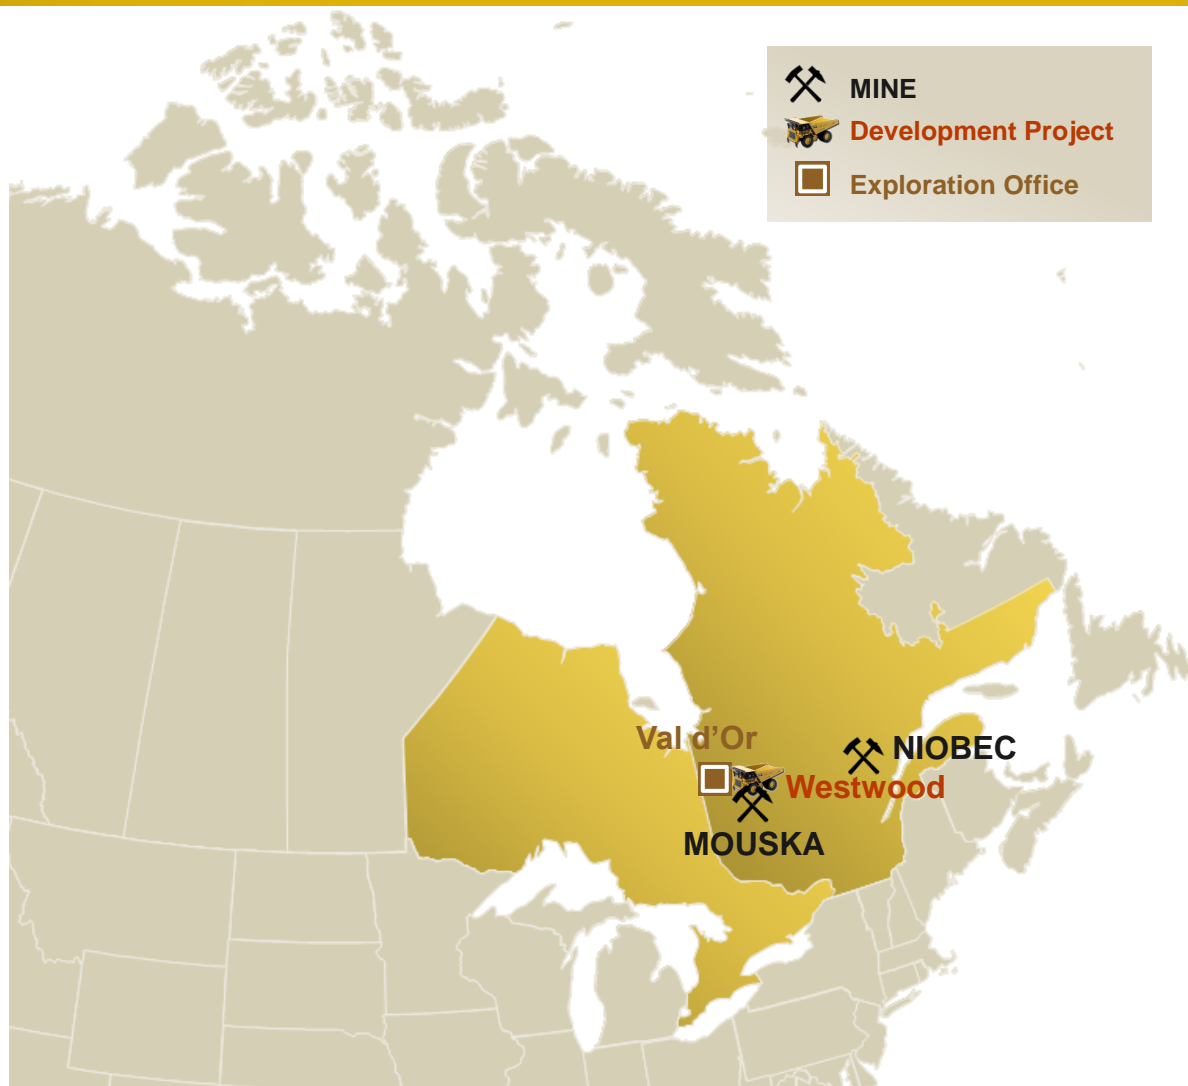 MINE
Development Project
Exploration Office
Val d’Or
NIOBEC
Westwood
MOUSKA